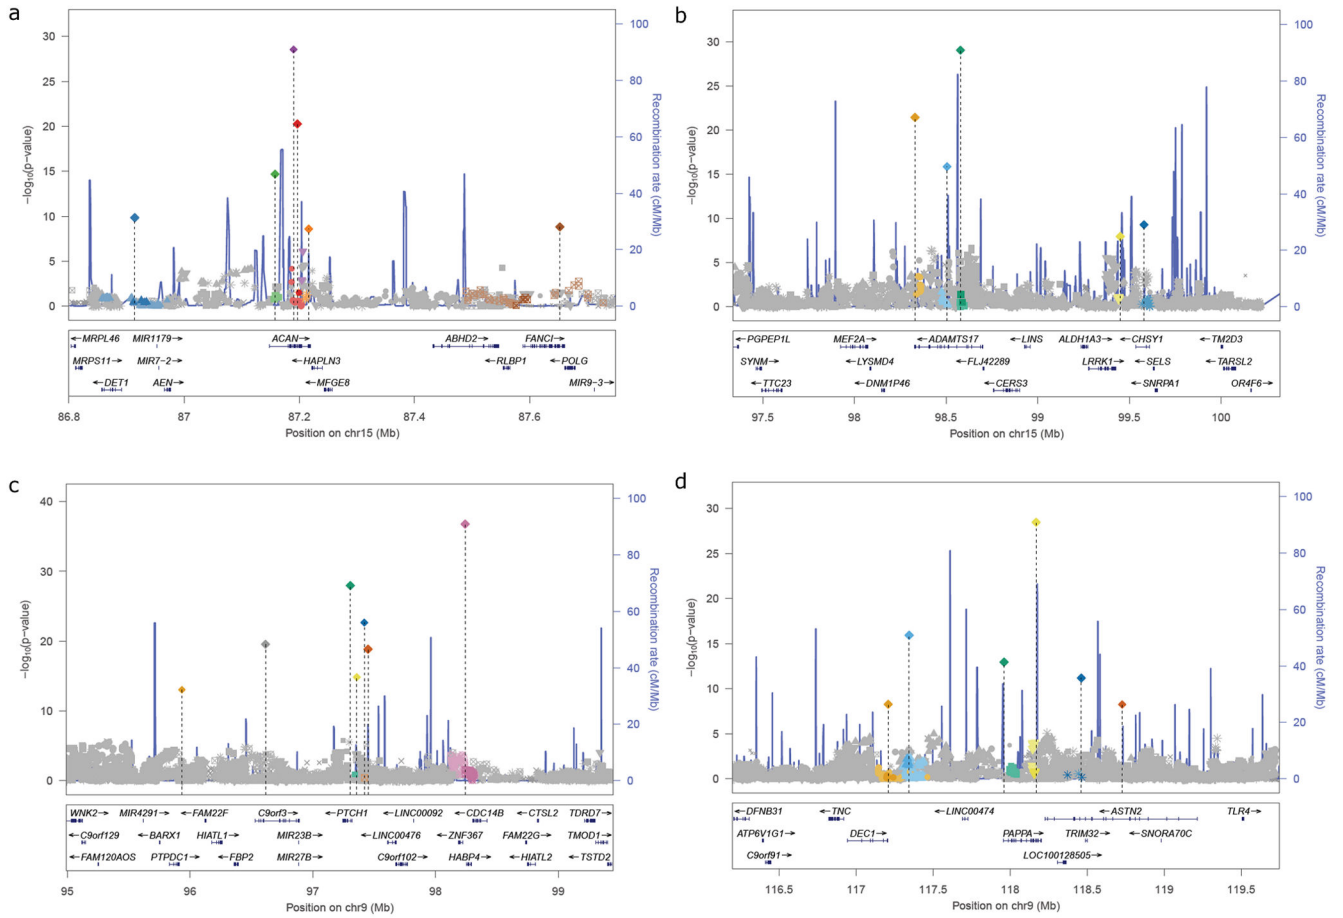 a
−log₁₀(p−value)
30
25
20
15
10
5
0
100
80
60
40
20
0
Recombination rate (cM/Mb)
←MRPL46 MIR1179→ ACAN→ ABHD2→ FANCI→
MRPS11→ MIR7−2→ ←HAPLN3 ←RLBP1 ←POLG
←DET1 AEN→ ←MFGE8 MIR9−3→
86.8 87 87.2 87.4 87.6
Position on chr15 (Mb)
b
−log₁₀(p−value)
30
25
20
15
10
5
0
100
80
60
40
20
0
Recombination rate (cM/Mb)
←PGPEP1L MEF2A→ ←ADAMTS17 ←LINS ALDH1A3→ ←CHSY1 ←TM2D3
SYNM→ ←LYSMD4 ←FLJ42289 LRRK1→ ←SELS ←TARSL2
←TTC23 ←DNM1P46 ←CERS3 ←SNRPA1 OR4F6→
97.5 98 98.5 99 99.5 100
Position on chr15 (Mb)
c
−log₁₀(p−value)
40
30
20
10
0
100
80
60
40
20
0
Recombination rate (cM/Mb)
WNK2→ MIR4291→ ←FAM22F C9orf3→ ←PTCH1 ←LINC00092 ←CDC14B ←CTSL2 TDRD7→
←C9orf129 ←BARX1 HIATL1→ MIR23B→ ←LINC00476 ←ZNF367 ←FAM22G TMOD1→
←FAM120AOS PTPDC1→ ←FBP2 MIR27B→ ←C9orf102 ←HABP4 ←HIATL2 ←TSTD2
95 96 97 98 99
Position on chr9 (Mb)
d
−log₁₀(p−value)
30
25
20
15
10
5
0
100
80
60
40
20
0
Recombination rate (cM/Mb)
←DFNB31 ←TNC ←LINC00474 ←ASTN2 TLR4→
ATP6V1G1→ DEC1→ PAPPA→ TRIM32→ ←SNORA70C
C9orf91→ LOC100128505→
116.5 117 117.5 118 118.5 119 119.5
Position on chr9 (Mb)